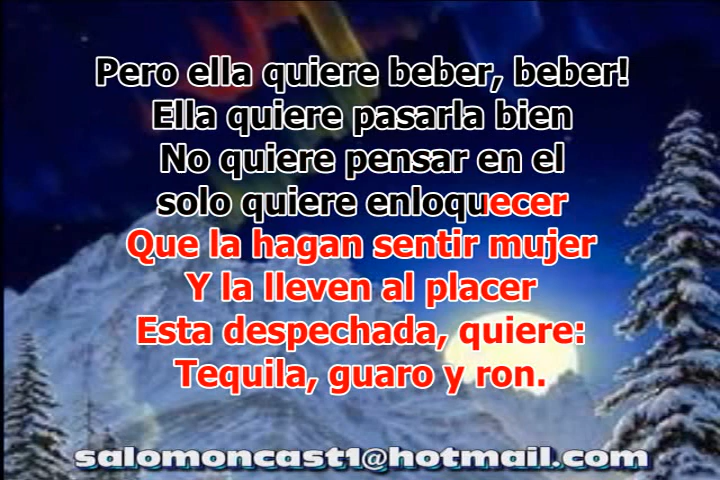 Pero ella quiere beber, beber!
Ella quiere pasarla bien
No quiere pensar en el
solo quiere enloquecer
Que la hagan sentir mujer
Y la lleven al placer
Esta despechada, quiere:
Tequila, guaro y ron.
salomoncast1@hotmail.com